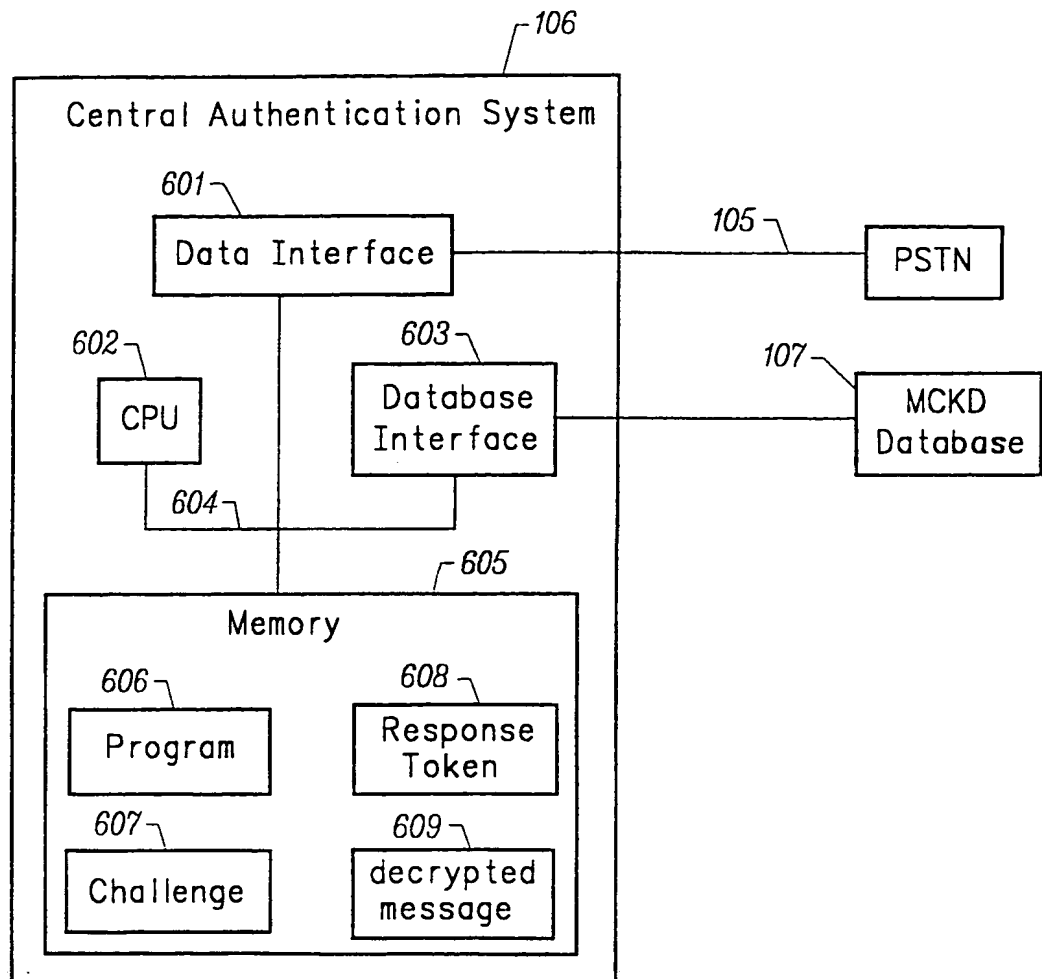 106
Central Authentication System
601
Data Interface
105
PSTN
602
CPU
603
Database
Interface
107
MCKD
Database
604
605
Memory
606
Program
608
Response
Token
607
Challenge
609
decrypted
message